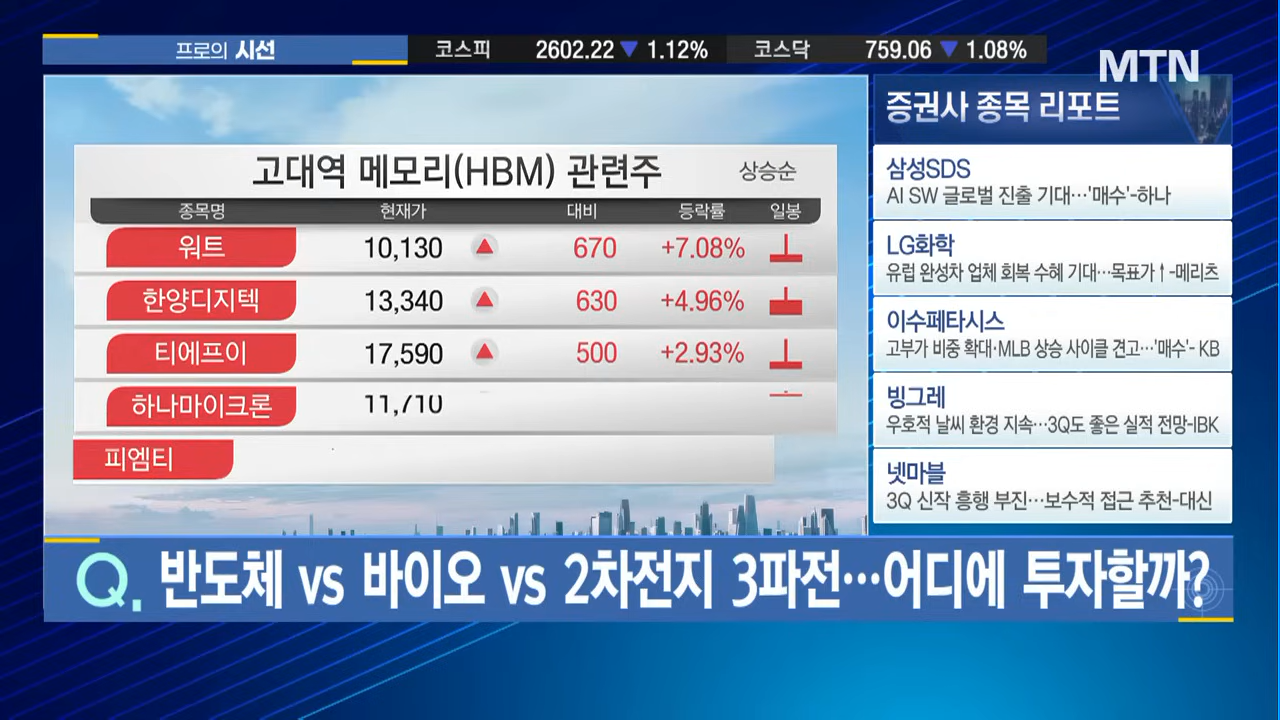 프로의 시선
코스피 2602.22 ▼ 1.12% 코스닥 759.06 ▼ 1.08%
MTN
고대역 메모리(HBM) 관련주 상승순
종목명 현재가 대비 등락률 일봉
워트 10,130 ▲ 670 +7.08%
한양디지텍 13,340 ▲ 630 +4.96%
티에프이 17,590 ▲ 500 +2.93%
하나마이크론 11,710
피엠티
증권사 종목 리포트
삼성SDS
AI SW 글로벌 진출 기대…'매수'-하나
LG화학
유럽 완성차 업체 회복 수혜 기대…목표가↑-메리츠
이수페타시스
고부가 비중 확대·MLB 상승 사이클 견고…'매수'- KB
빙그레
우호적 날씨 환경 지속…3Q도 좋은 실적 전망-IBK
넷마블
3Q 신작 흥행 부진…보수적 접근 추천-대신
Q. 반도체 vs 바이오 vs 2차전지 3파전…어디에 투자할까?